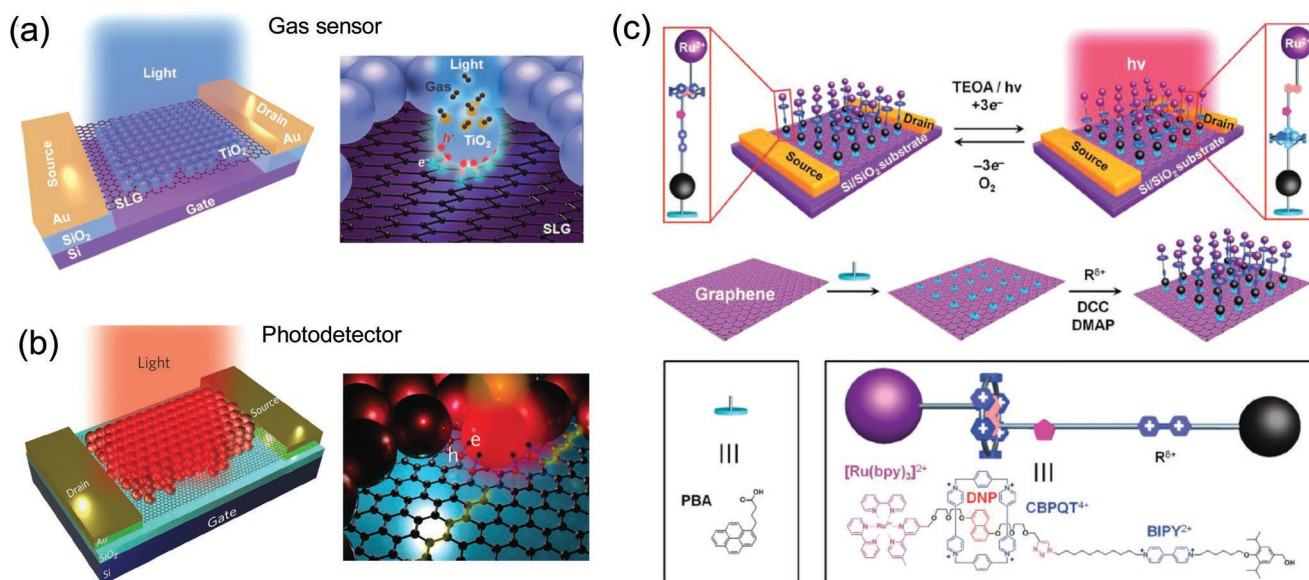 (a)
Gas sensor
Light
Source
Drain
Au
TiO₂
SLG
Gate
Au
SiO₂
Si
Light
Gas
TiO₂
h⁺
e⁻
SLG
(b)
Photodetector
Light
Source
Drain
Gate
Au
SiO₂
Si
e
h
(c)
Ru²⁺
TEOA / hν
+3e⁻
−3e⁻
O₂
Drain
Source
Si/SiO₂ substrate
hν
Drain
Source
Si/SiO₂ substrate
Ru²⁺
Graphene
R⁸⁺
DCC
DMAP
PBA
OH
O
R⁸⁺
[Ru(bpy)₃]²⁺
DNP
CBPQT⁴⁺
BIPY²⁺